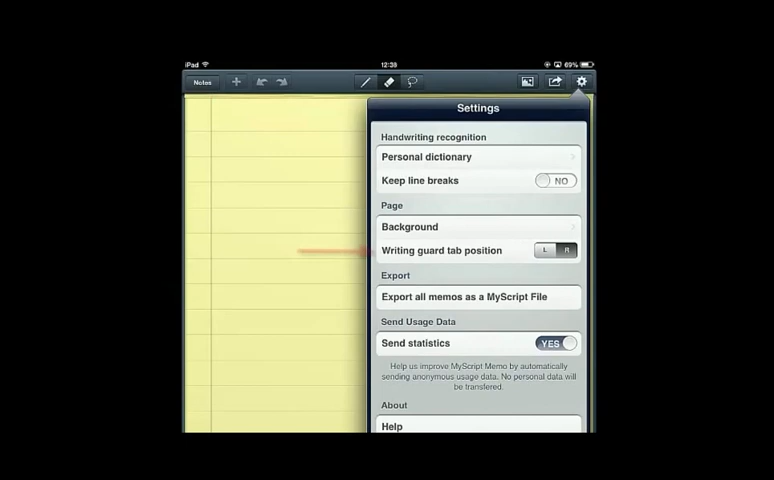 iPad 12:38 69%
Notes
Settings
Handwriting recognition
Personal dictionary
Keep line breaks NO
Page
Background
Writing guard tab position L R
Export
Export all memos as a MyScript File
Send Usage Data
Send statistics YES
Help us improve MyScript Memo by automatically
sending anonymous usage data. No personal data will
be transfered.
About
Help